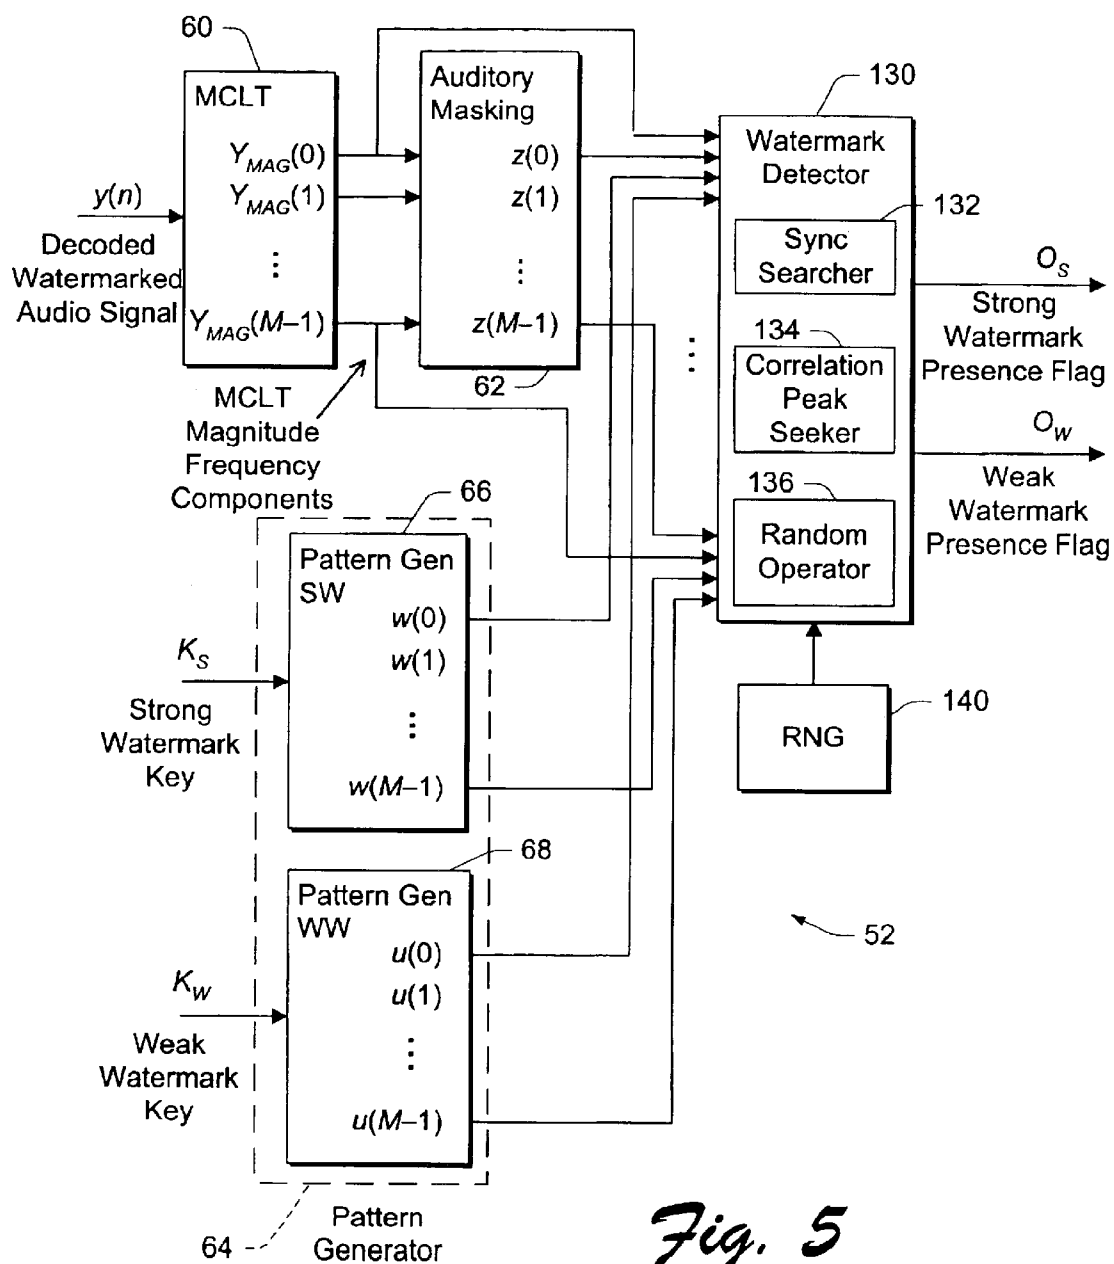 60
MCLT
Y_MAG(0)
Y_MAG(1)
⋮
Y_MAG(M–1)
y(n)
Decoded
Watermarked
Audio Signal
Auditory
Masking
z(0)
z(1)
⋮
z(M–1)
62
MCLT
Magnitude
Frequency
Components
130
Watermark
Detector
132
Sync
Searcher
134
Correlation
Peak
Seeker
136
Random
Operator
⋮
O_S
Strong
Watermark
Presence Flag
O_W
Weak
Watermark
Presence Flag
RNG
140
66
Pattern Gen
SW
w(0)
w(1)
⋮
w(M–1)
K_S
Strong
Watermark
Key
68
Pattern Gen
WW
u(0)
u(1)
⋮
u(M–1)
K_W
Weak
Watermark
Key
52
64
Pattern
Generator
Fig. 5